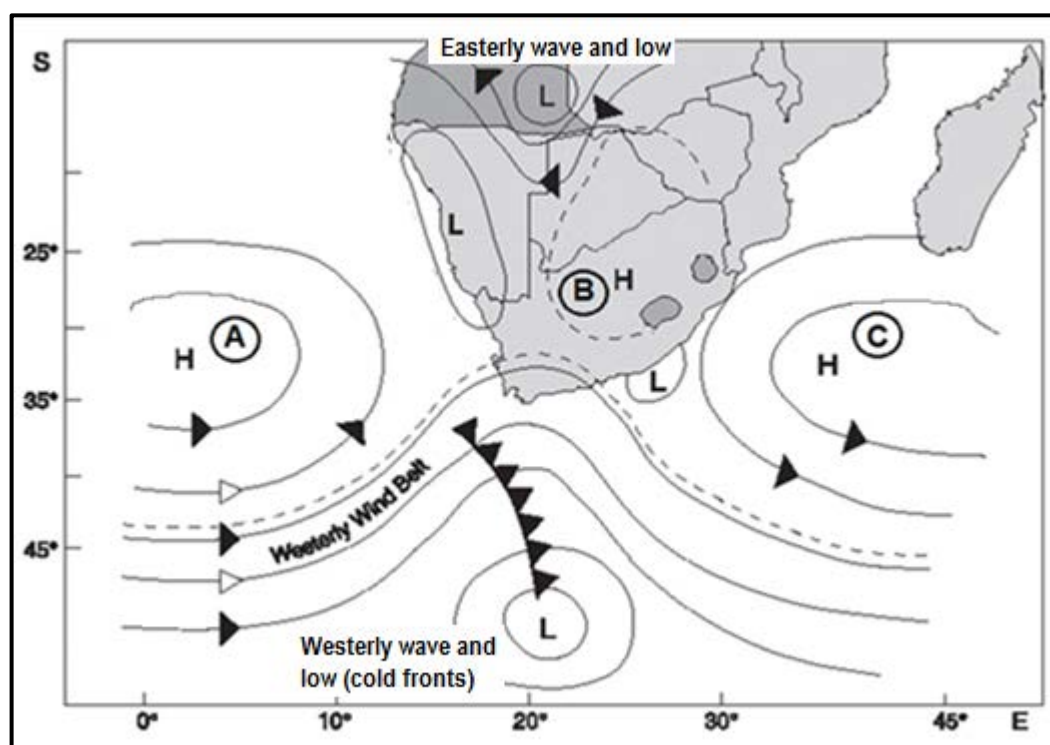 Easterly wave and low
S
L
L
25°
B
H
A
H
C
H
L
35°
Westerly Wind Belt
45°
L
Westerly wave and
low (cold fronts)
0°
10°
20°
30°
45°
E